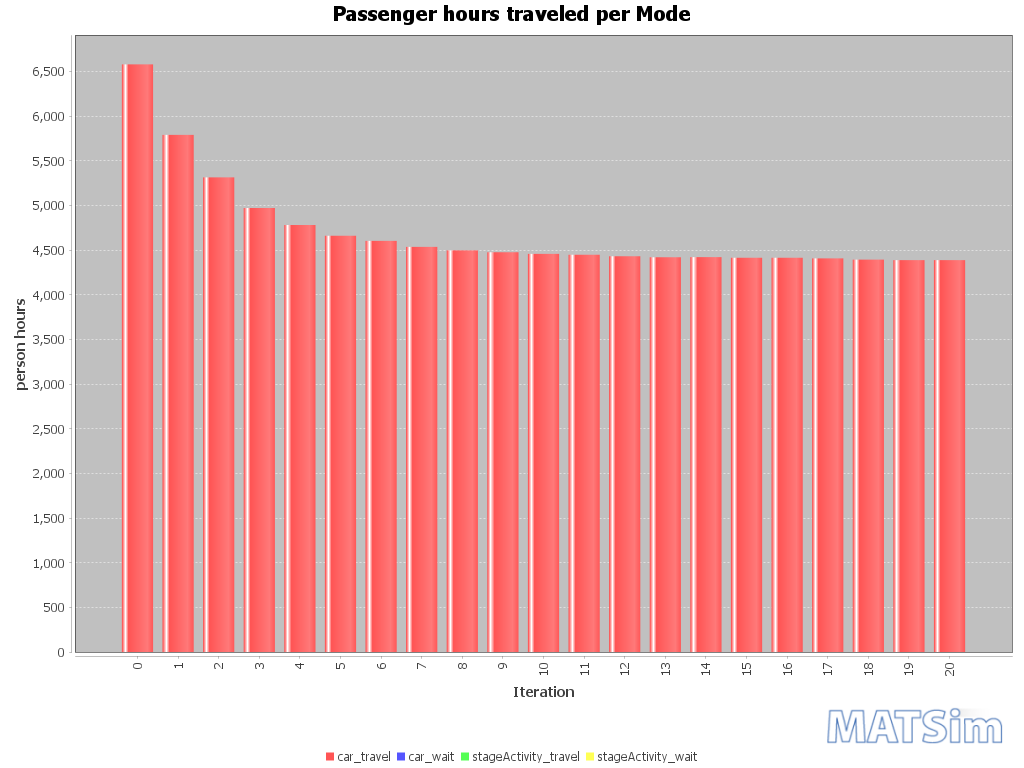 Passenger hours traveled per Mode
6,500
6,000
5,500
5,000
4,500
4,000
3,500
3,000
2,500
2,000
1,500
1,000
500
0
person hours
0 1 2 3 4 5 6 7 8 9 10 11 12 13 14 15 16 17 18 19 20
Iteration
MATSim
car_travel car_wait stageActivity_travel stageActivity_wait